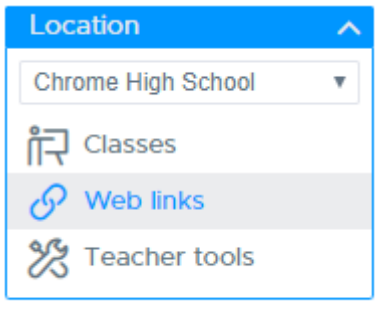 Location
Chrome High School
Classes
Web links
Teacher tools